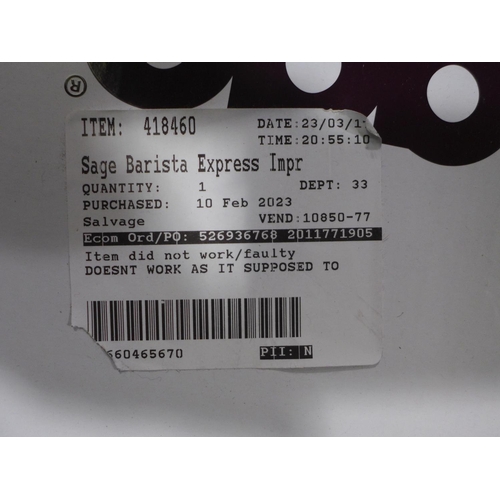 ®
ITEM: 418460
DATE:23/03/1
TIME:20:55:10
Sage Barista Express Impr
QUANTITY: 1 DEPT: 33
PURCHASED: 10 Feb 2023
Salvage VEND:10850-77
Ecom Ord/PO: 526936768 2011771905
Item did not work/faulty
DOESNT WORK AS IT SUPPOSED TO
660465670 PII: N